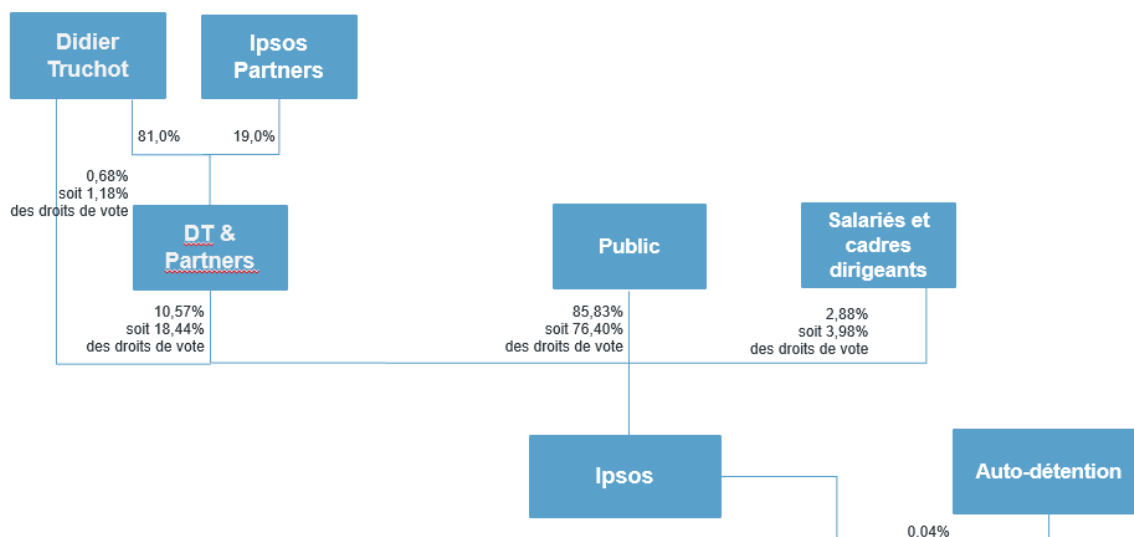 Didier
Truchot
Ipsos
Partners
81,0%
19,0%
0,68%
soit 1,18%
des droits de vote
DT &
Partners
Public
Salariés et
cadres
dirigeants
10,57%
soit 18,44%
des droits de vote
85,83%
soit 76,40%
des droits de vote
2,88%
soit 3,98%
des droits de vote
Ipsos
Auto-détention
0,04%